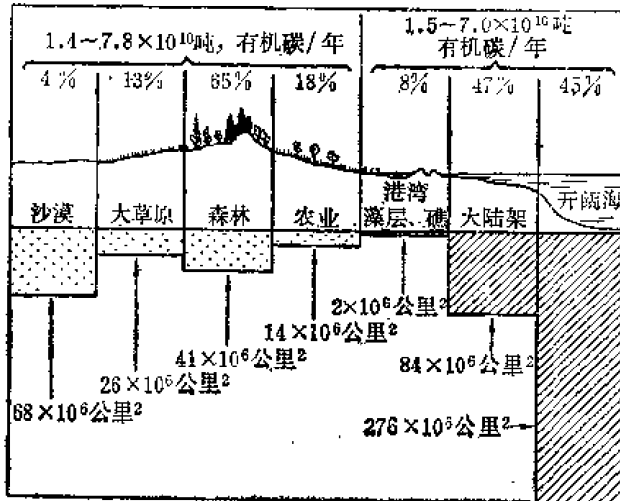 1.4~7.8×10¹⁰吨，有机碳/年
1.5~7.0×10¹⁰吨
有机碳/年
4% 13% 65% 18% 8% 47% 45%
沙漠 大草原 森林 农业 港湾
藻层、礁 大陆架 开阔海
2×10⁶公里²
14×10⁶公里²
41×10⁶公里²
84×10⁶公里²
26×10⁶公里²
68×10⁶公里²
276×10⁶公里²